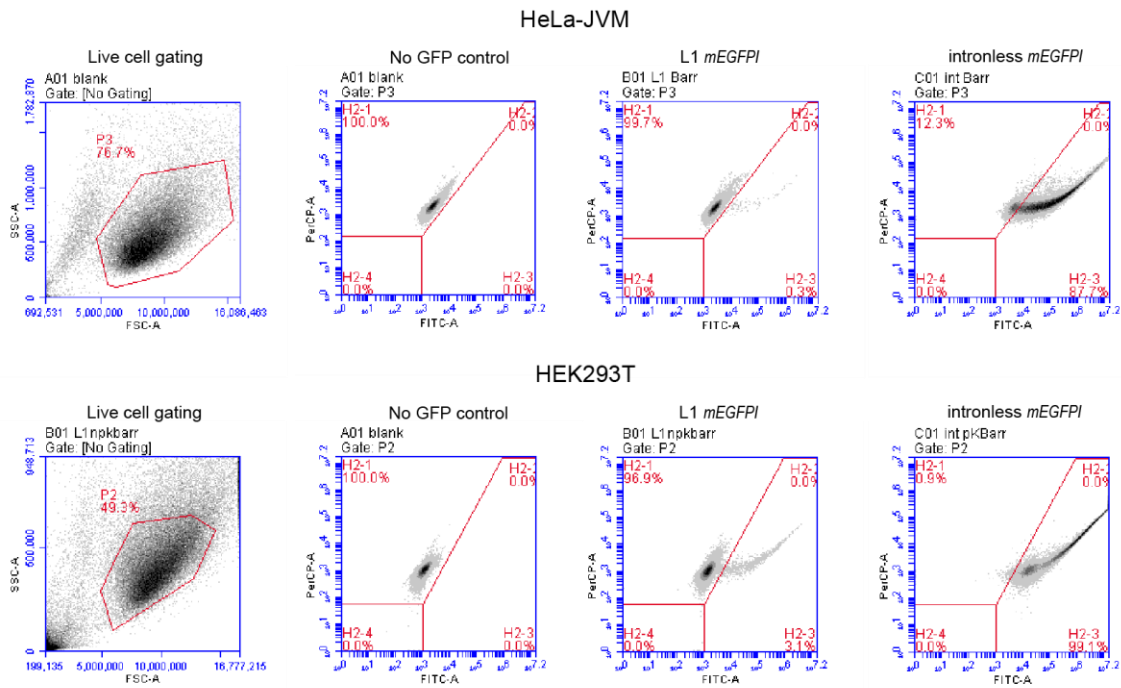 HeLa-JVM
Live cell gating
A01 blank
Gate: [No Gating]
1,782,870
1,000,000
600,000
0
SSC-A
P3
76.7%
692,531 5,000,000 10,000,000 16,086,463
FSC-A
No GFP control
A01 blank
Gate: P3
H2-1
100.0%
H2-
0.0%
H2-4
0.0%
H2-3
0.0%
PerCP-A
FITC-A
L1 mEGFPI
B01 L1 Barr
Gate: P3
H2-1
99.7%
H2-
0.0%
H2-4
0.0%
H2-3
0.3%
PerCP-A
FITC-A
intronless mEGFPI
C01 int Barr
Gate: P3
H2-1
12.3%
H2-
0.0%
H2-4
0.0%
H2-3
87.7%
PerCP-A
FITC-A
HEK293T
Live cell gating
B01 L1npkbarr
Gate: [No Gating]
948,713
500,000
0
SSC-A
P2
49.3%
199,135 5,000,000 10,000,000 16,777,215
FSC-A
No GFP control
A01 blank
Gate: P2
H2-1
100.0%
H2-
0.0%
H2-4
0.0%
H2-3
0.0%
PerCP-A
FITC-A
L1 mEGFPI
B01 L1npkbarr
Gate: P2
H2-1
96.9%
H2-
0.0%
H2-4
0.0%
H2-3
3.1%
PerCP-A
FITC-A
intronless mEGFPI
C01 int pKBarr
Gate: P2
H2-1
0.9%
H2-
0.0%
H2-4
0.0%
H2-3
99.1%
PerCP-A
FITC-A